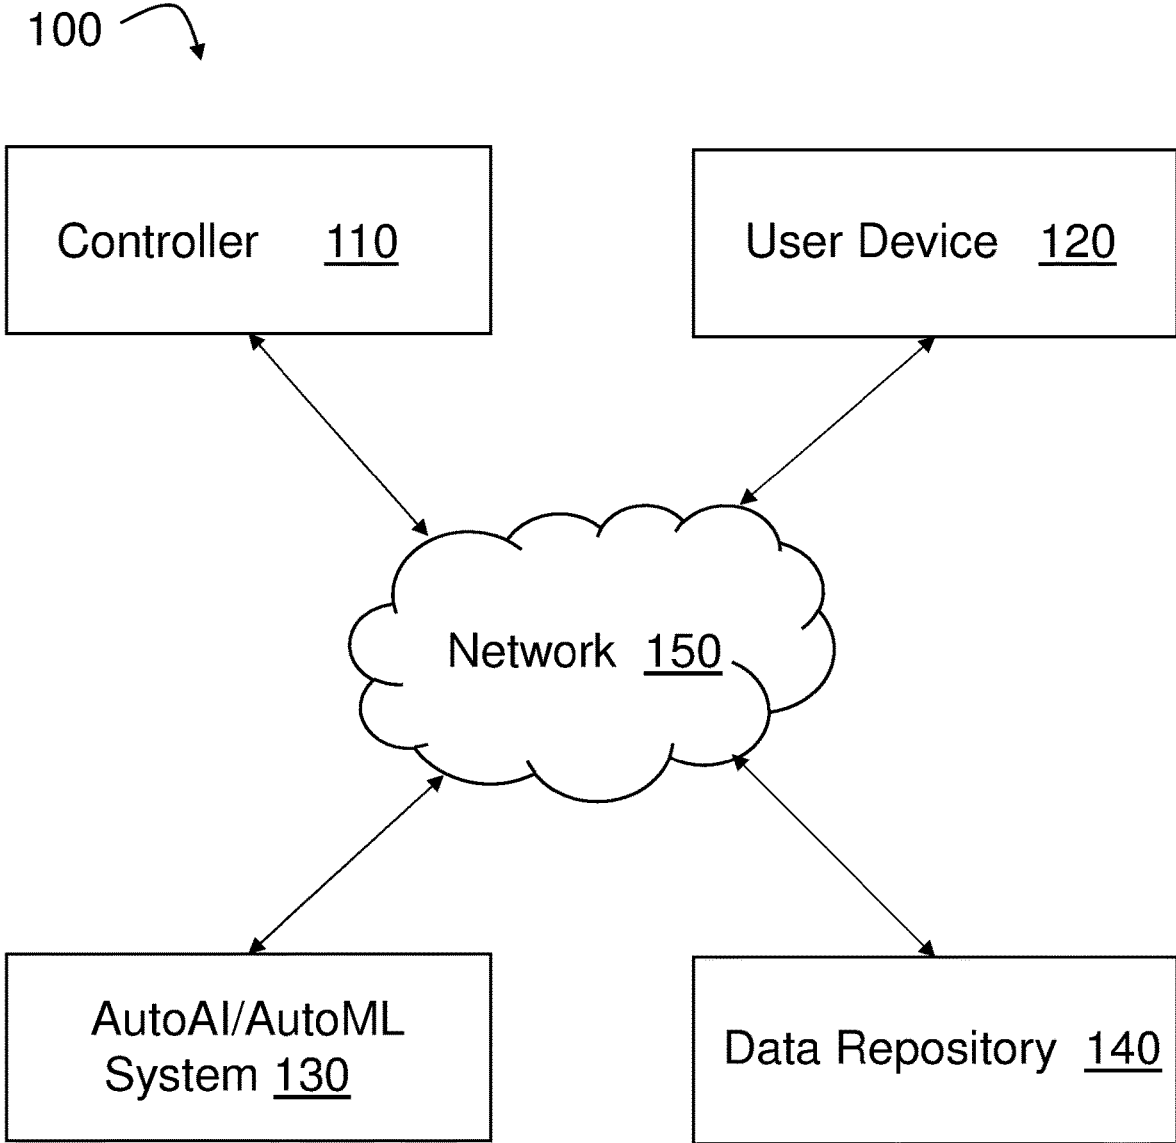 100
Controller 110
User Device 120
Network 150
AutoAI/AutoML
System 130
Data Repository 140